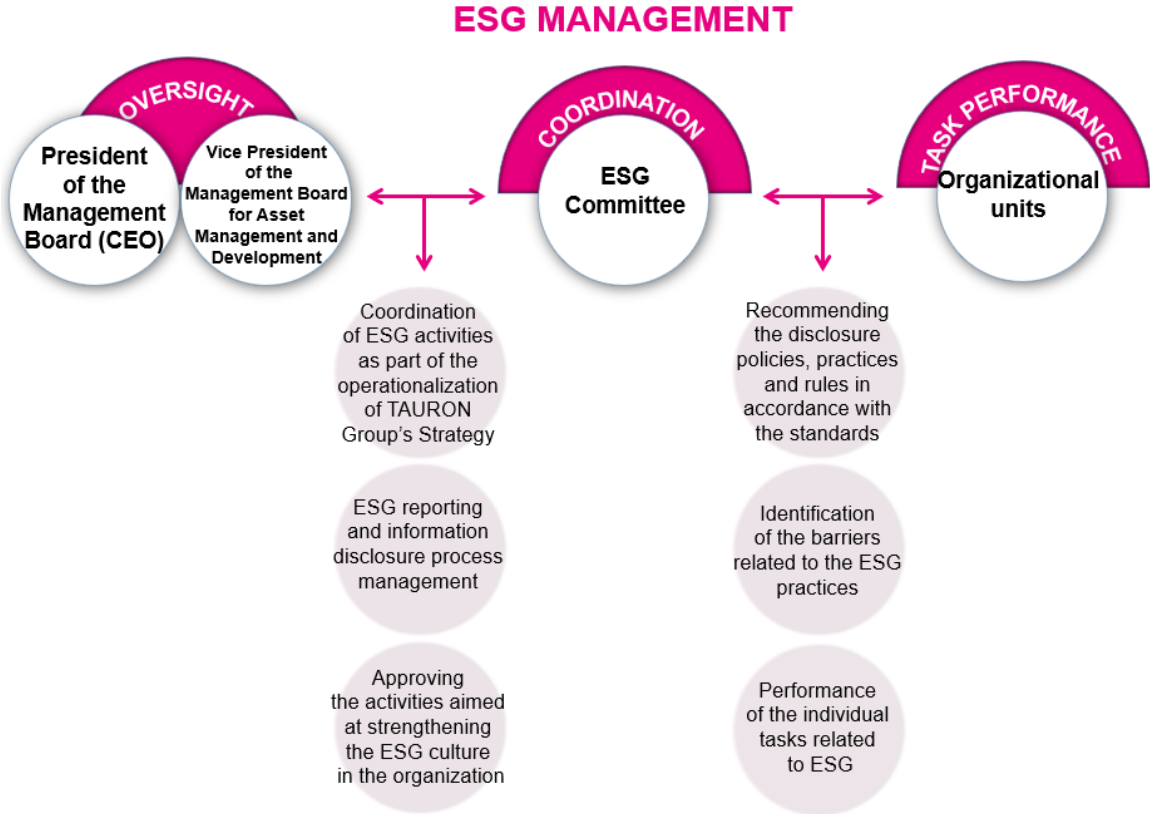 ESG MANAGEMENT
OVERSIGHT
President
of the
Management
Board (CEO)
Vice President
of the
Management Board
for Asset
Management and
Development
COORDINATION
ESG
Committee
TASK PERFORMANCE
Organizational
units
Coordination
of ESG activities
as part of the
operationalization
of TAURON
Group's Strategy
ESG reporting
and information
disclosure process
management
Approving
the activities aimed
at strengthening
the ESG culture
in the organization
Recommending
the disclosure
policies, practices
and rules in
accordance with
the standards
Identification
of the barriers
related to the ESG
practices
Performance
of the individual
tasks related
to ESG